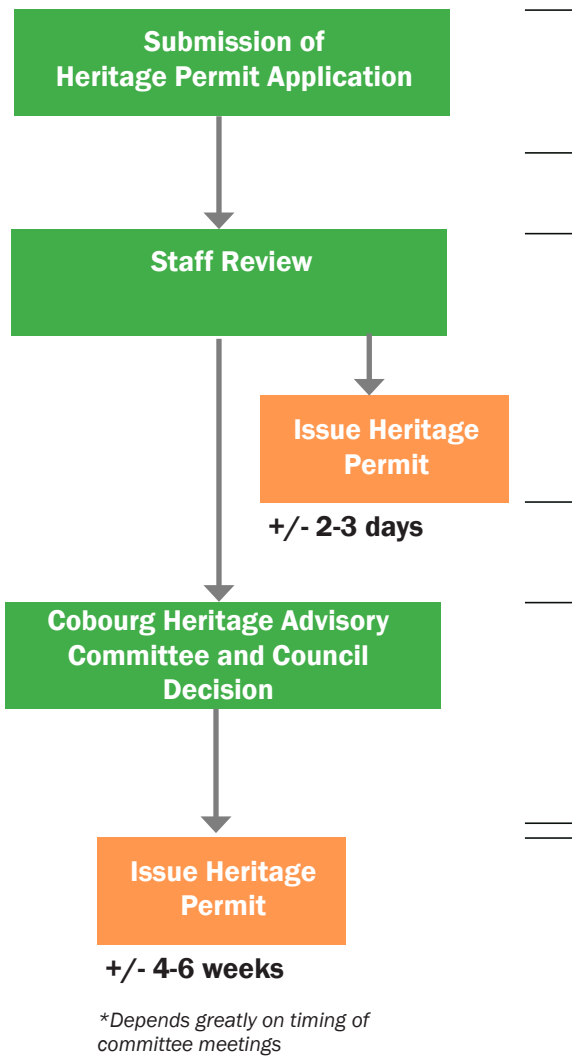 Submission of
Heritage Permit Application
Staff Review
Issue Heritage
Permit
+/- 2-3 days
Cobourg Heritage Advisory
Committee and Council
Decision
Issue Heritage
Permit
+/- 4-6 weeks
*Depends greatly on timing of
committee meetings